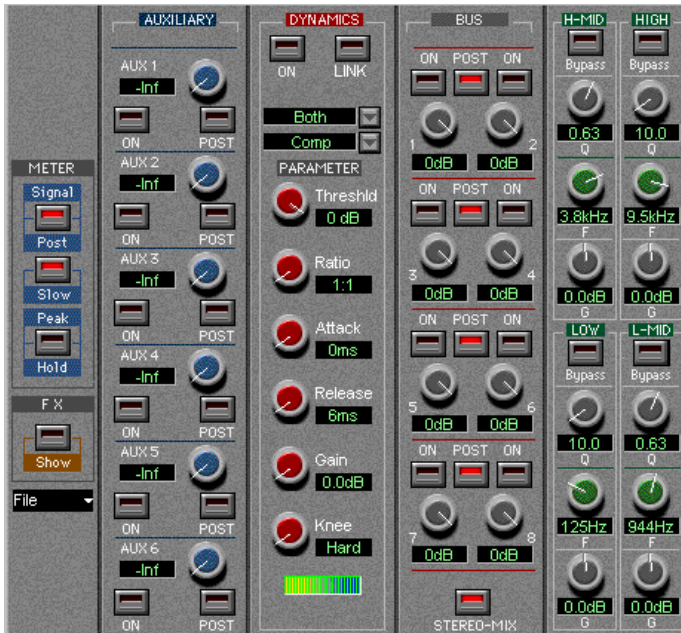 METER
Signal
Post
Slow
Peak
Hold
FX
Show
File
AUXILIARY
AUX 1
-Inf
ON POST
AUX 2
-Inf
ON POST
AUX 3
-Inf
ON POST
AUX 4
-Inf
ON POST
AUX 5
-Inf
ON POST
AUX 6
-Inf
ON POST
DYNAMICS
ON LINK
Both
Comp
PARAMETER
Threshld
0 dB
Ratio
1:1
Attack
0ms
Release
6ms
Gain
0.0dB
Knee
Hard
BUS
ON POST ON
1 2
0dB 0dB
ON POST ON
3 4
0dB 0dB
ON POST ON
5 6
0dB 0dB
ON POST ON
7 8
0dB 0dB
STEREO-MIX
H-MID HIGH
Bypass Bypass
0.63 10.0
Q Q
3.8kHz 9.5kHz
F F
0.0dB 0.0dB
G G
LOW L-MID
Bypass Bypass
10.0 0.63
Q Q
125Hz 944Hz
F F
0.0dB 0.0dB
G G